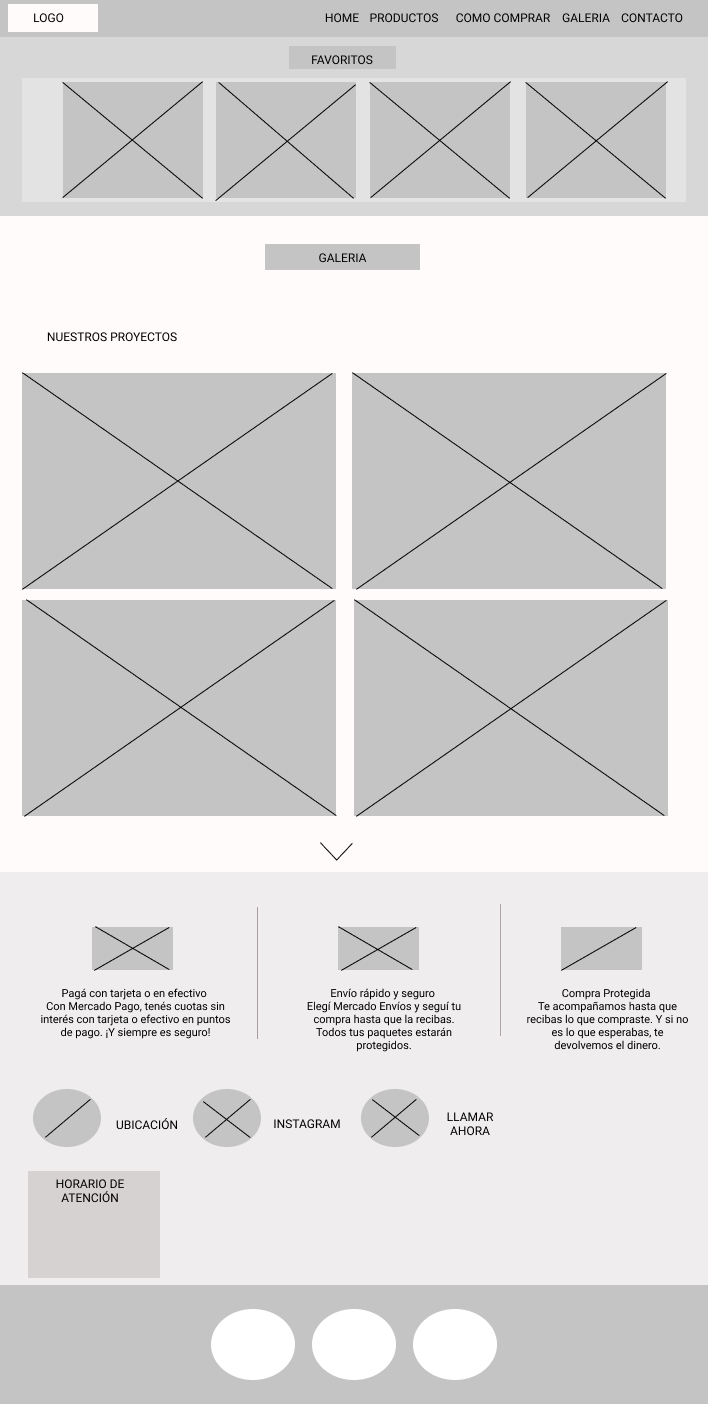 LOGO
HOME PRODUCTOS COMO COMPRAR GALERIA CONTACTO
FAVORITOS
GALERIA
NUESTROS PROYECTOS
Pagá con tarjeta o en efectivo
Con Mercado Pago, tenés cuotas sin
interés con tarjeta o efectivo en puntos
de pago. ¡Y siempre es seguro!
Envío rápido y seguro
Elegí Mercado Envíos y seguí tu
compra hasta que la recibas.
Todos tus paquetes estarán
protegidos.
Compra Protegida
Te acompañamos hasta que
recibas lo que compraste. Y si no
es lo que esperabas, te
devolvemos el dinero.
UBICACIÓN
INSTAGRAM
LLAMAR
AHORA
HORARIO DE
ATENCIÓN